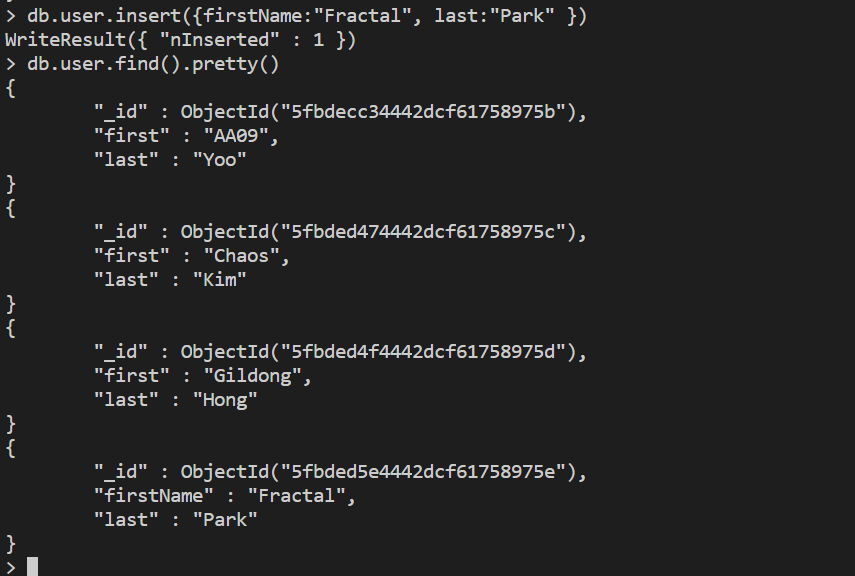 > db.user.insert({firstName:"Fractal", last:"Park" })
WriteResult({ "nInserted" : 1 })
> db.user.find().pretty()
{
        "_id" : ObjectId("5fbdecc34442dcf61758975b"),
        "first" : "AA09",
        "last" : "Yoo"
}
{
        "_id" : ObjectId("5fbded474442dcf61758975c"),
        "first" : "Chaos",
        "last" : "Kim"
}
{
        "_id" : ObjectId("5fbded4f4442dcf61758975d"),
        "first" : "Gildong",
        "last" : "Hong"
}
{
        "_id" : ObjectId("5fbded5e4442dcf61758975e"),
        "firstName" : "Fractal",
        "last" : "Park"
}
>